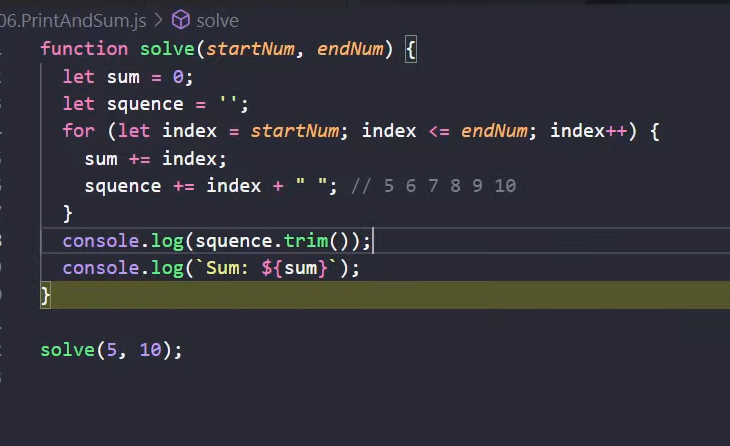 06.PrintAndSum.js > solve
function solve(startNum, endNum) {
let sum = 0;
let squence = '';
for (let index = startNum; index <= endNum; index++) {
sum += index;
squence += index + " "; // 5 6 7 8 9 10
}
console.log(squence.trim());
console.log(`Sum: ${sum}`);
}
solve(5, 10);